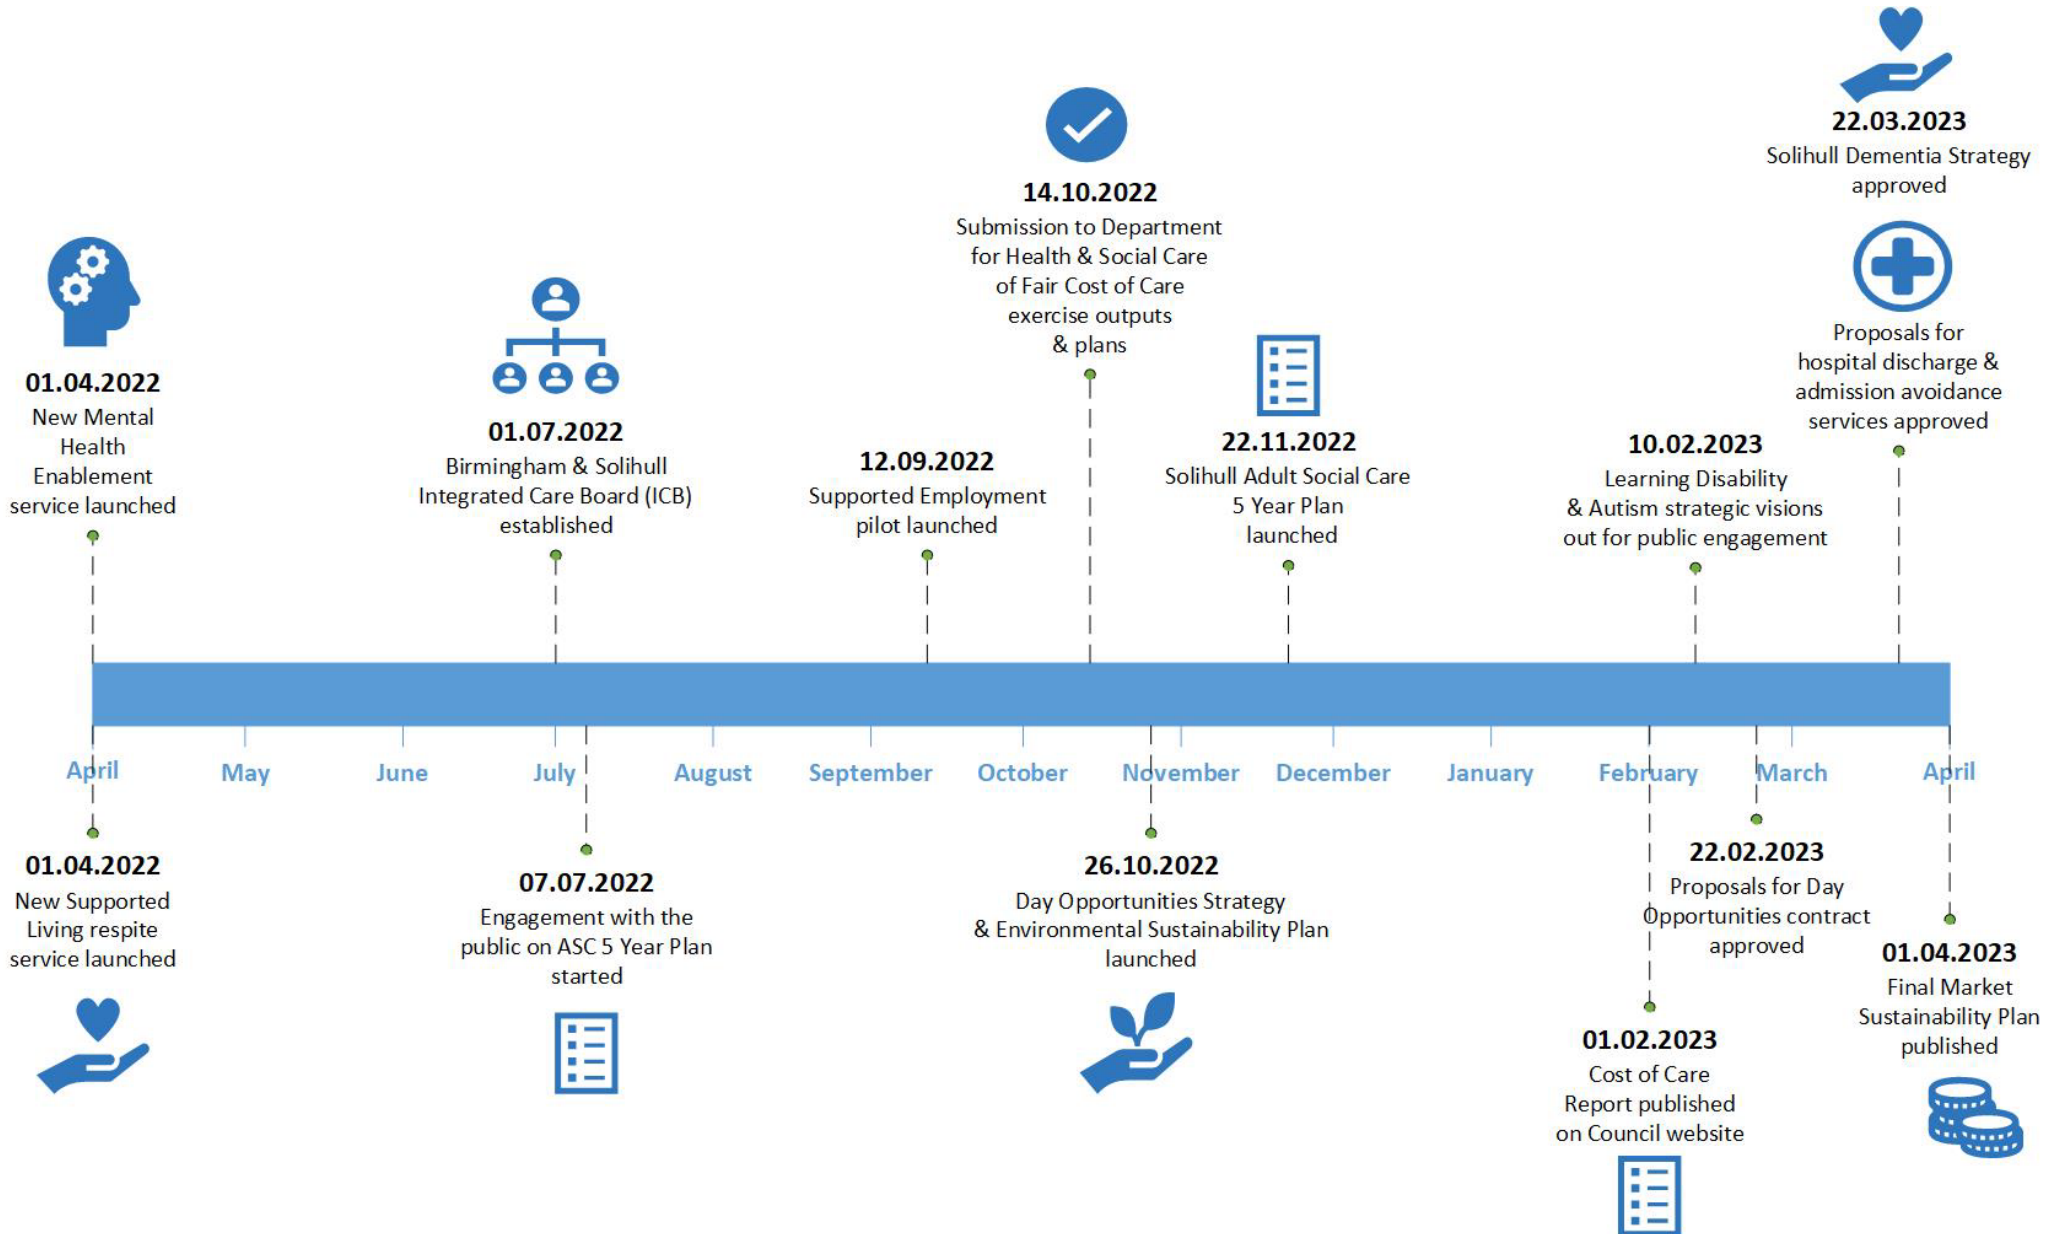 22.03.2023
Solihull Dementia Strategy
approved
Proposals for
hospital discharge &
admission avoidance
services approved
14.10.2022
Submission to Department
for Health & Social Care
of Fair Cost of Care
exercise outputs
& plans
01.04.2022
New Mental
Health
Enablement
service launched
01.07.2022
Birmingham & Solihull
Integrated Care Board (ICB)
established
12.09.2022
Supported Employment
pilot launched
22.11.2022
Solihull Adult Social Care
5 Year Plan
launched
10.02.2023
Learning Disability
& Autism strategic visions
out for public engagement
April
May
June
July
August
September
October
November
December
January
February
March
April
01.04.2022
New Supported
Living respite
service launched
07.07.2022
Engagement with the
public on ASC 5 Year Plan
started
26.10.2022
Day Opportunities Strategy
& Environmental Sustainability Plan
launched
22.02.2023
Proposals for Day
Opportunities contract
approved
01.02.2023
Cost of Care
Report published
on Council website
01.04.2023
Final Market
Sustainability Plan
published